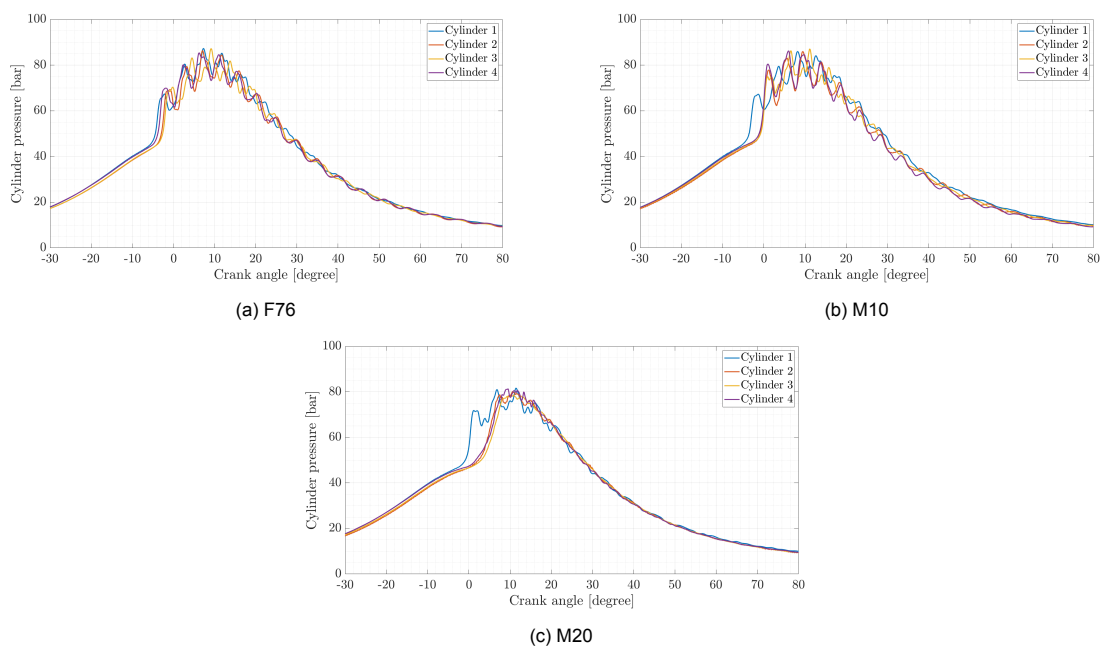 100
80
60
40
20
0
Cylinder pressure [bar]
-30 -20 -10 0 10 20 30 40 50 60 70 80
Crank angle [degree]
Cylinder 1
Cylinder 2
Cylinder 3
Cylinder 4
(a) F76
100
80
60
40
20
0
Cylinder pressure [bar]
-30 -20 -10 0 10 20 30 40 50 60 70 80
Crank angle [degree]
Cylinder 1
Cylinder 2
Cylinder 3
Cylinder 4
(b) M10
100
80
60
40
20
0
Cylinder pressure [bar]
-30 -20 -10 0 10 20 30 40 50 60 70 80
Crank angle [degree]
Cylinder 1
Cylinder 2
Cylinder 3
Cylinder 4
(c) M20